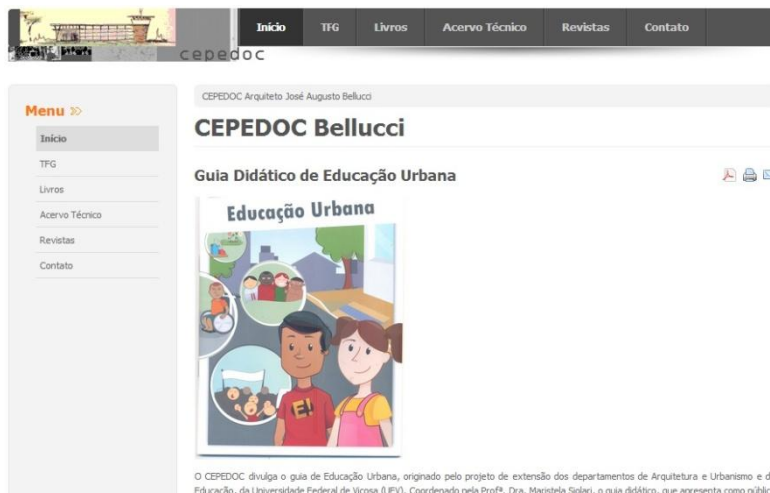 Início TFG Livros Acervo Técnico Revistas Contato
cepedoc
Menu
Início
TFG
Livros
Acervo Técnico
Revistas
Contato
CEPEDOC Arquiteto José Augusto Bellucci
CEPEDOC Bellucci
Guia Didático de Educação Urbana
Educação Urbana
EU
O CEPEDOC divulga o guia de Educação Urbana, originado pelo projeto de extensão dos departamentos de Arquitetura e Urbanismo e d
Educação, da Universidade Federal de Viçosa (UFV). Coordenado pela Profª. Dra. Maristela Siolari, o guia didático, que apresenta como públic